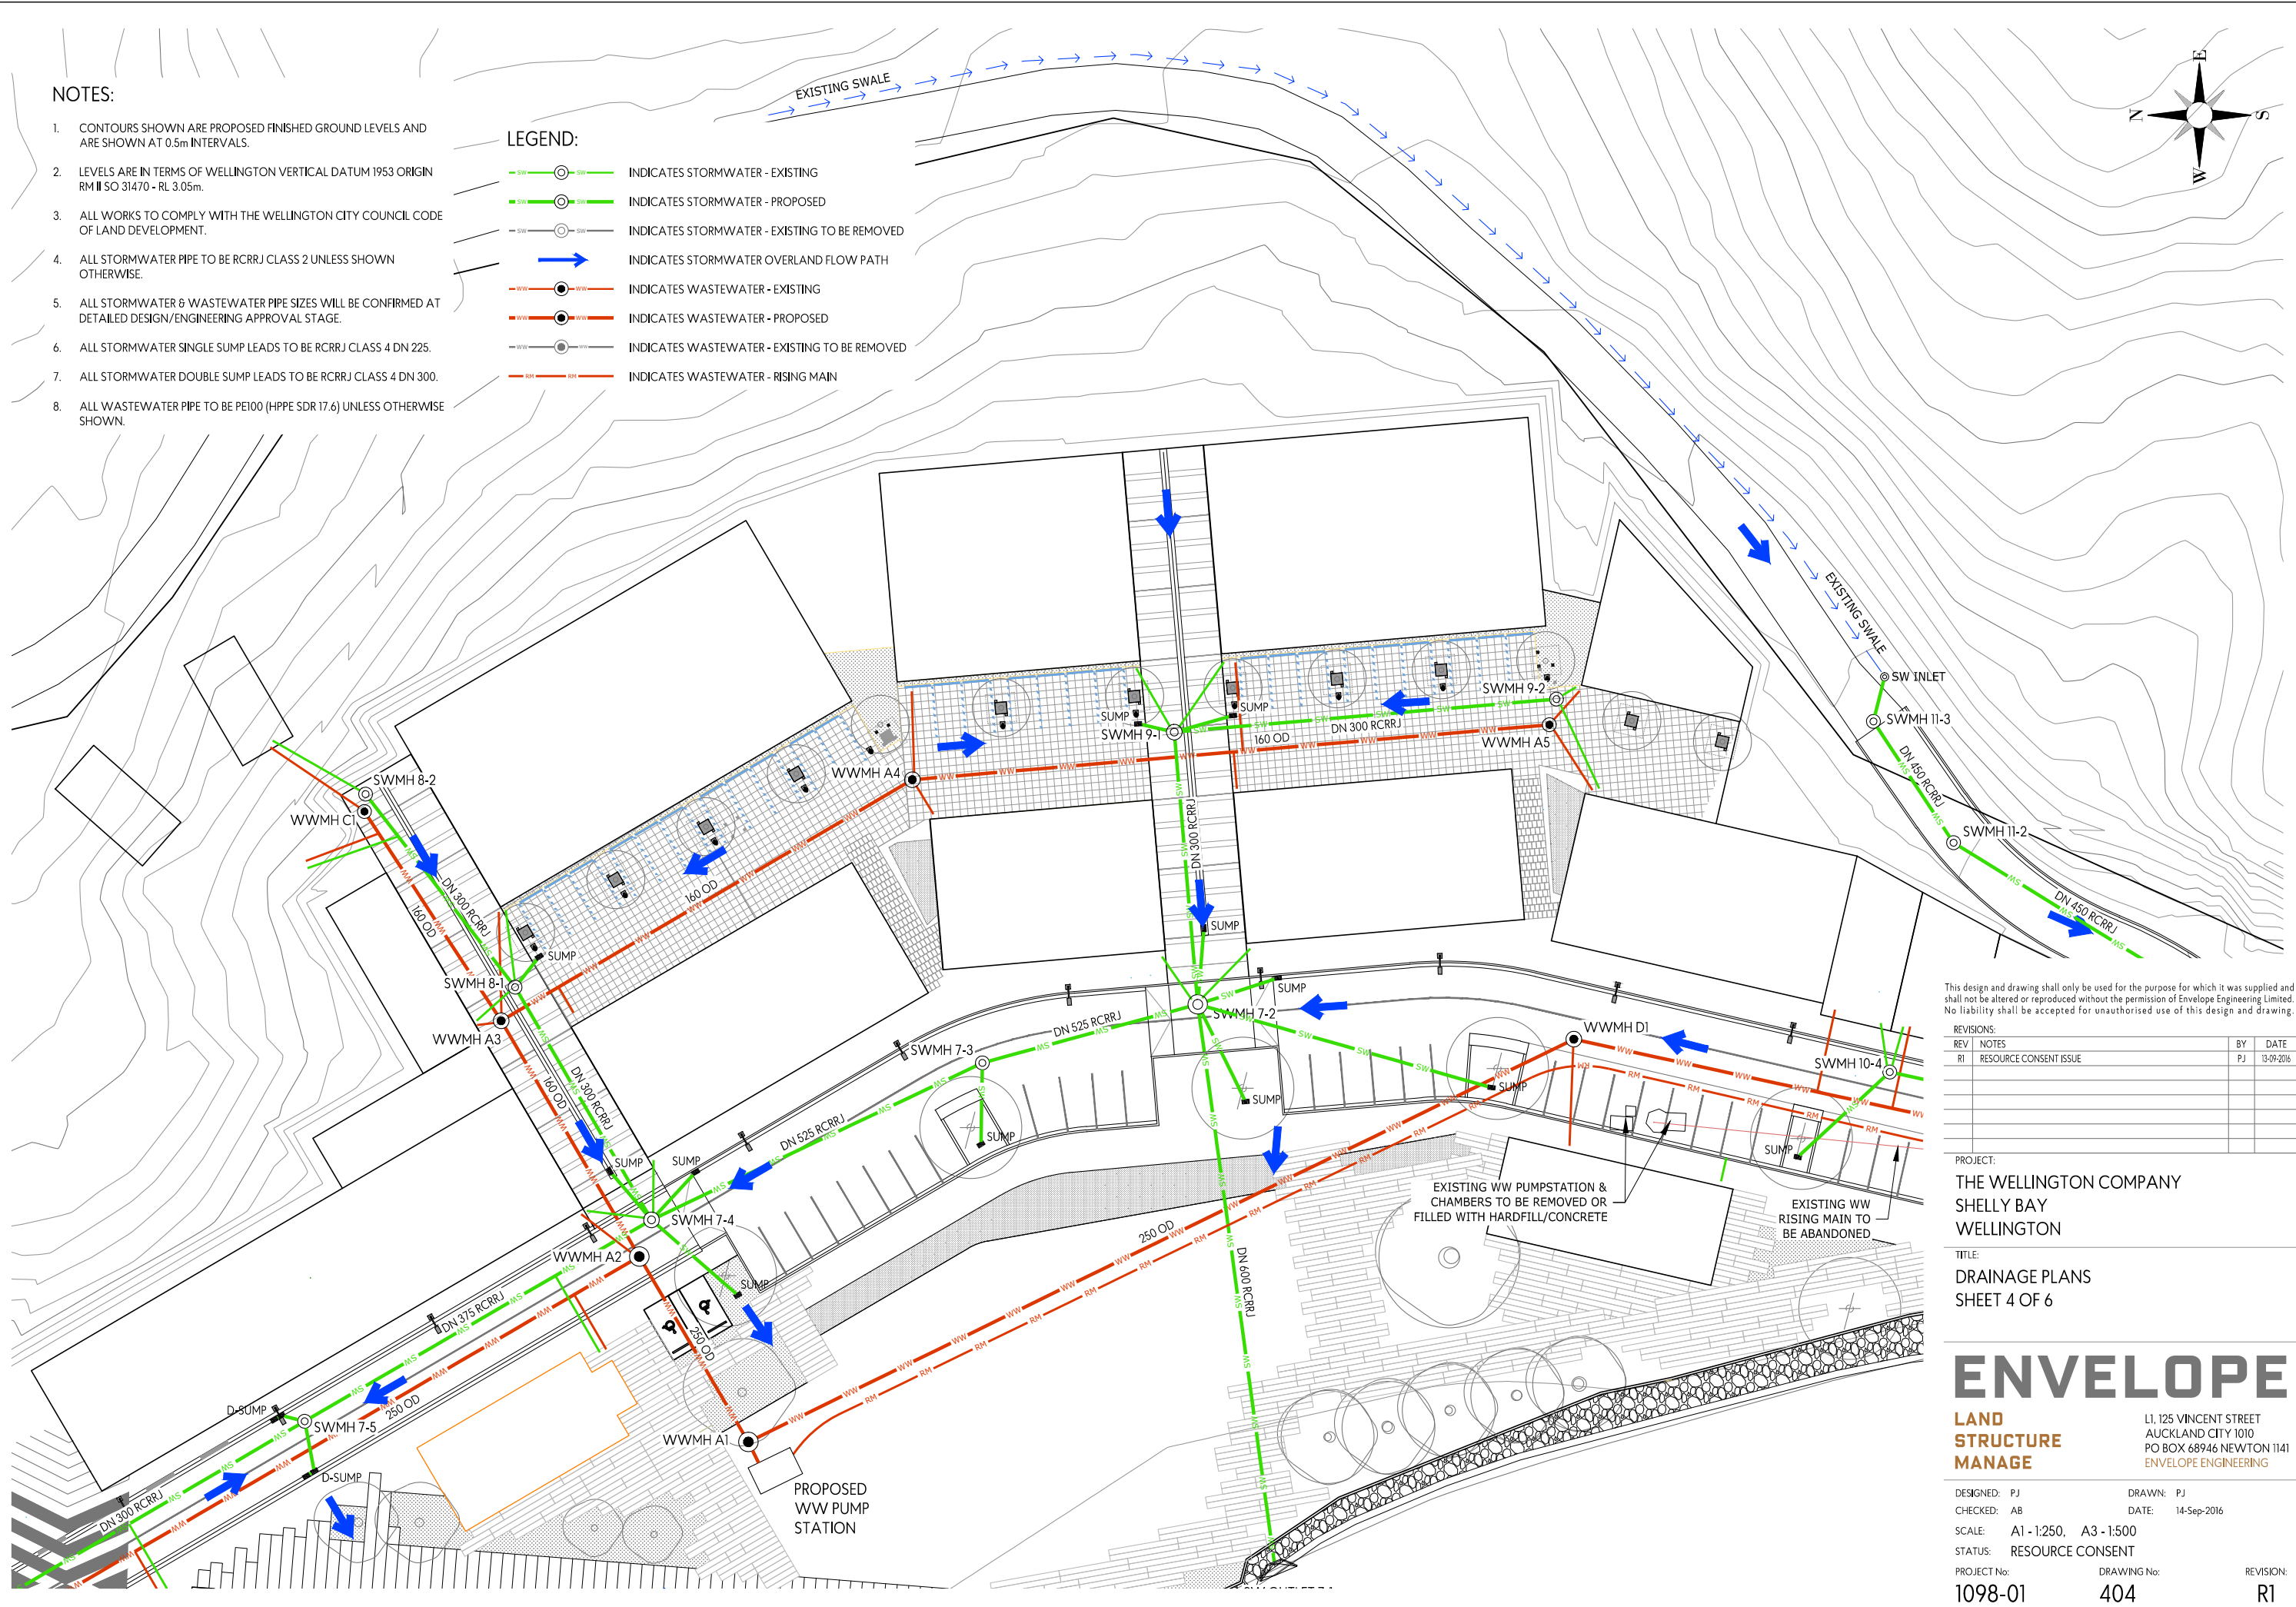 NOTES:
1. CONTOURS SHOWN ARE PROPOSED FINISHED GROUND LEVELS AND
ARE SHOWN AT 0.5m INTERVALS.
2. LEVELS ARE IN TERMS OF WELLINGTON VERTICAL DATUM 1953 ORIGIN
RM II SO 31470 - RL 3.05m.
3. ALL WORKS TO COMPLY WITH THE WELLINGTON CITY COUNCIL CODE
OF LAND DEVELOPMENT.
4. ALL STORMWATER PIPE TO BE RCRRJ CLASS 2 UNLESS SHOWN
OTHERWISE.
5. ALL STORMWATER & WASTEWATER PIPE SIZES WILL BE CONFIRMED AT
DETAILED DESIGN/ENGINEERING APPROVAL STAGE.
6. ALL STORMWATER SINGLE SUMP LEADS TO BE RCRRJ CLASS 4 DN 225.
7. ALL STORMWATER DOUBLE SUMP LEADS TO BE RCRRJ CLASS 4 DN 300.
8. ALL WASTEWATER PIPE TO BE PE100 (HPPE SDR 17.6) UNLESS OTHERWISE
SHOWN.
LEGEND:
SW SW INDICATES STORMWATER - EXISTING
SW SW INDICATES STORMWATER - PROPOSED
SW SW INDICATES STORMWATER - EXISTING TO BE REMOVED
INDICATES STORMWATER OVERLAND FLOW PATH
WW WW INDICATES WASTEWATER - EXISTING
WW WW INDICATES WASTEWATER - PROPOSED
WW WW INDICATES WASTEWATER - EXISTING TO BE REMOVED
RM RM INDICATES WASTEWATER - RISING MAIN
EXISTING SWALE
E
N
S
W
EXISTING SWALE
SW INLET
SWMH 11-3
DN 450 RCRRJ
SWMH 11-2
DN 450 RCRRJ
SWMH 9-2
SUMP
SUMP
SWMH 9-1
160 OD
DN 300 RCRRJ
WWMH A5
WWMH A4
SWMH 8-2
WWMH C1
DN 300 RCRRJ
160 OD
160 OD
DN 300 RCRRJ
SUMP
SUMP
SWMH 8-1
WWMH A3
SUMP
SWMH 7-2
DN 525 RCRRJ
SWMH 7-3
WWMH D1
SWMH 10-4
160 OD
DN 300 RCRRJ
SUMP
SUMP
DN 525 RCRRJ
SUMP
SUMP
SUMP
SUMP
SWMH 7-4
WWMH A2
SUMP
250 OD
250 OD
DN 600 RCRRJ
EXISTING WW PUMPSTATION &
CHAMBERS TO BE REMOVED OR
FILLED WITH HARDFILL/CONCRETE
EXISTING WW
RISING MAIN TO
BE ABANDONED
DN 375 RCRRJ
250 OD
D-SUMP
SWMH 7-5
D-SUMP
DN 300 RCRRJ
WWMH A1
PROPOSED
WW PUMP
STATION
This design and drawing shall only be used for the purpose for which it was supplied and
shall not be altered or reproduced without the permission of Envelope Engineering Limited.
No liability shall be accepted for unauthorised use of this design and drawing.
REVISIONS:
REV NOTES BY DATE
R1 RESOURCE CONSENT ISSUE PJ 13-09-2016
PROJECT:
THE WELLINGTON COMPANY
SHELLY BAY
WELLINGTON
TITLE:
DRAINAGE PLANS
SHEET 4 OF 6
ENVELOPE
LAND
STRUCTURE
MANAGE
L1, 125 VINCENT STREET
AUCKLAND CITY 1010
PO BOX 68946 NEWTON 1141
ENVELOPE ENGINEERING
DESIGNED: PJ DRAWN: PJ
CHECKED: AB DATE: 14-Sep-2016
SCALE: A1 - 1:250, A3 - 1:500
STATUS: RESOURCE CONSENT
PROJECT No: DRAWING No: REVISION:
1098-01 404 R1